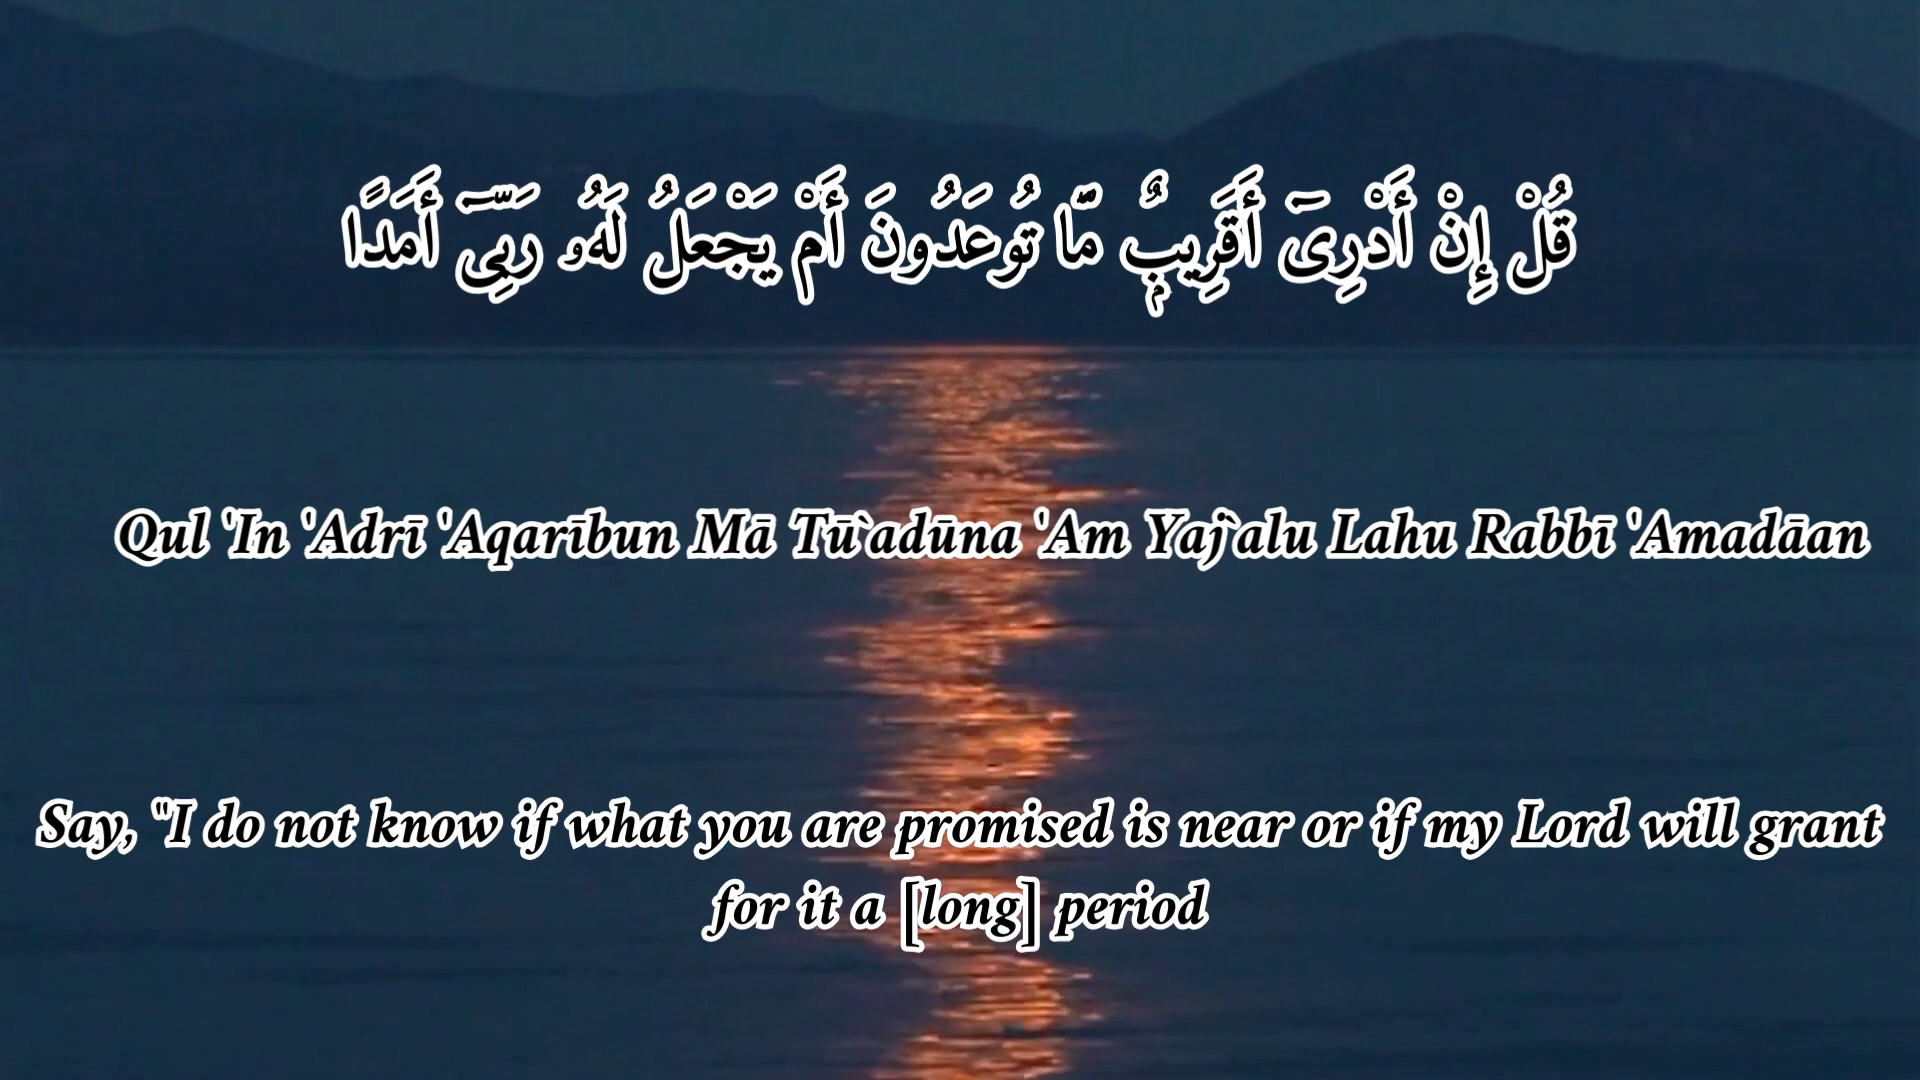 قُلْ إِنْ أَدْرِىٓ أَقَرِيبٌۭ مَّا تُوعَدُونَ أَمْ يَجْعَلُ لَهُۥ رَبِّىٓ أَمَدًا
Qul 'In 'Adrī 'Aqarībun Mā Tū`adūna 'Am Yaj`alu Lahu Rabbī 'Amadāan
Say, "I do not know if what you are promised is near or if my Lord will grant
for it a [long] period